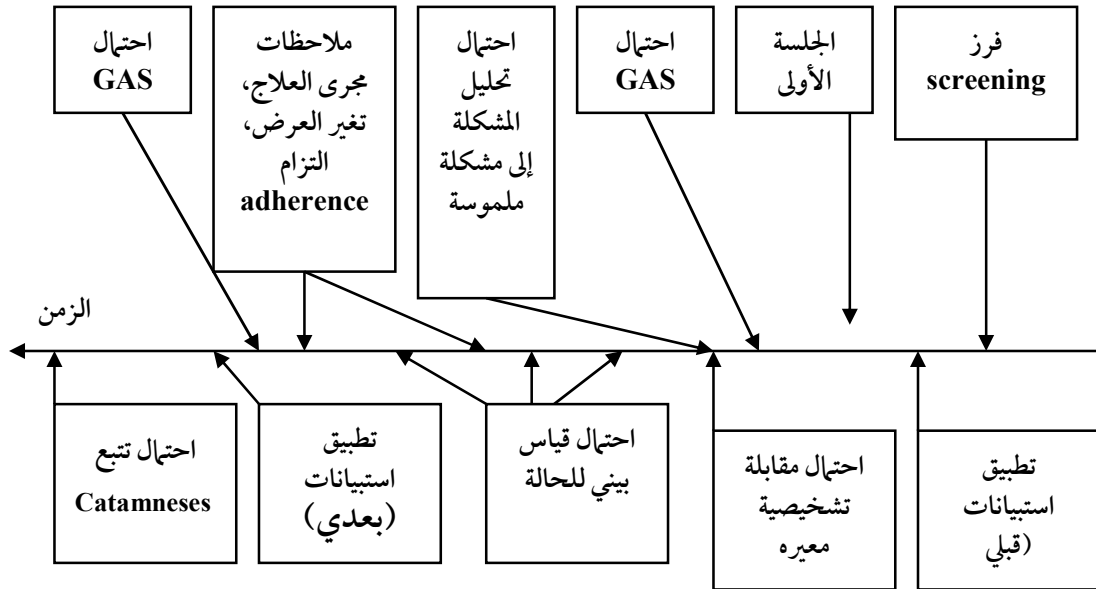 فرز
screening
الجلسة
الأولى
احتمال
GAS
احتمال
تحليل
المشكلة
إلى مشكلة
ملموسة
ملاحظات
مجرى العلاج،
تغير العرض،
التزام
adherence
احتمال
GAS
الزمن
تطبيق
استبيانات
(قبلي
احتمال مقابلة
تشخيصية
معيره
احتمال قياس
بيني للحالة
تطبيق
استبيانات
(بعدي)
احتمال تتبع
Catamneses